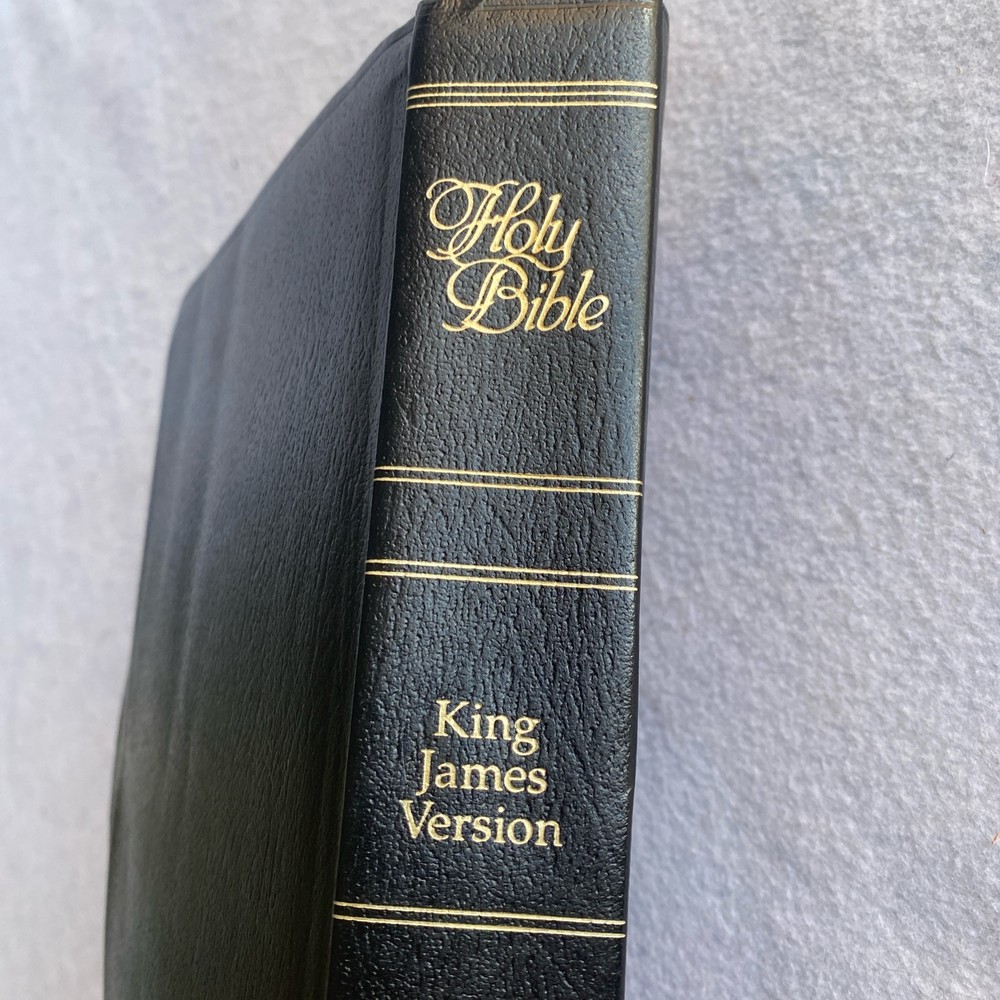 Holy
Bible
King
James
Version